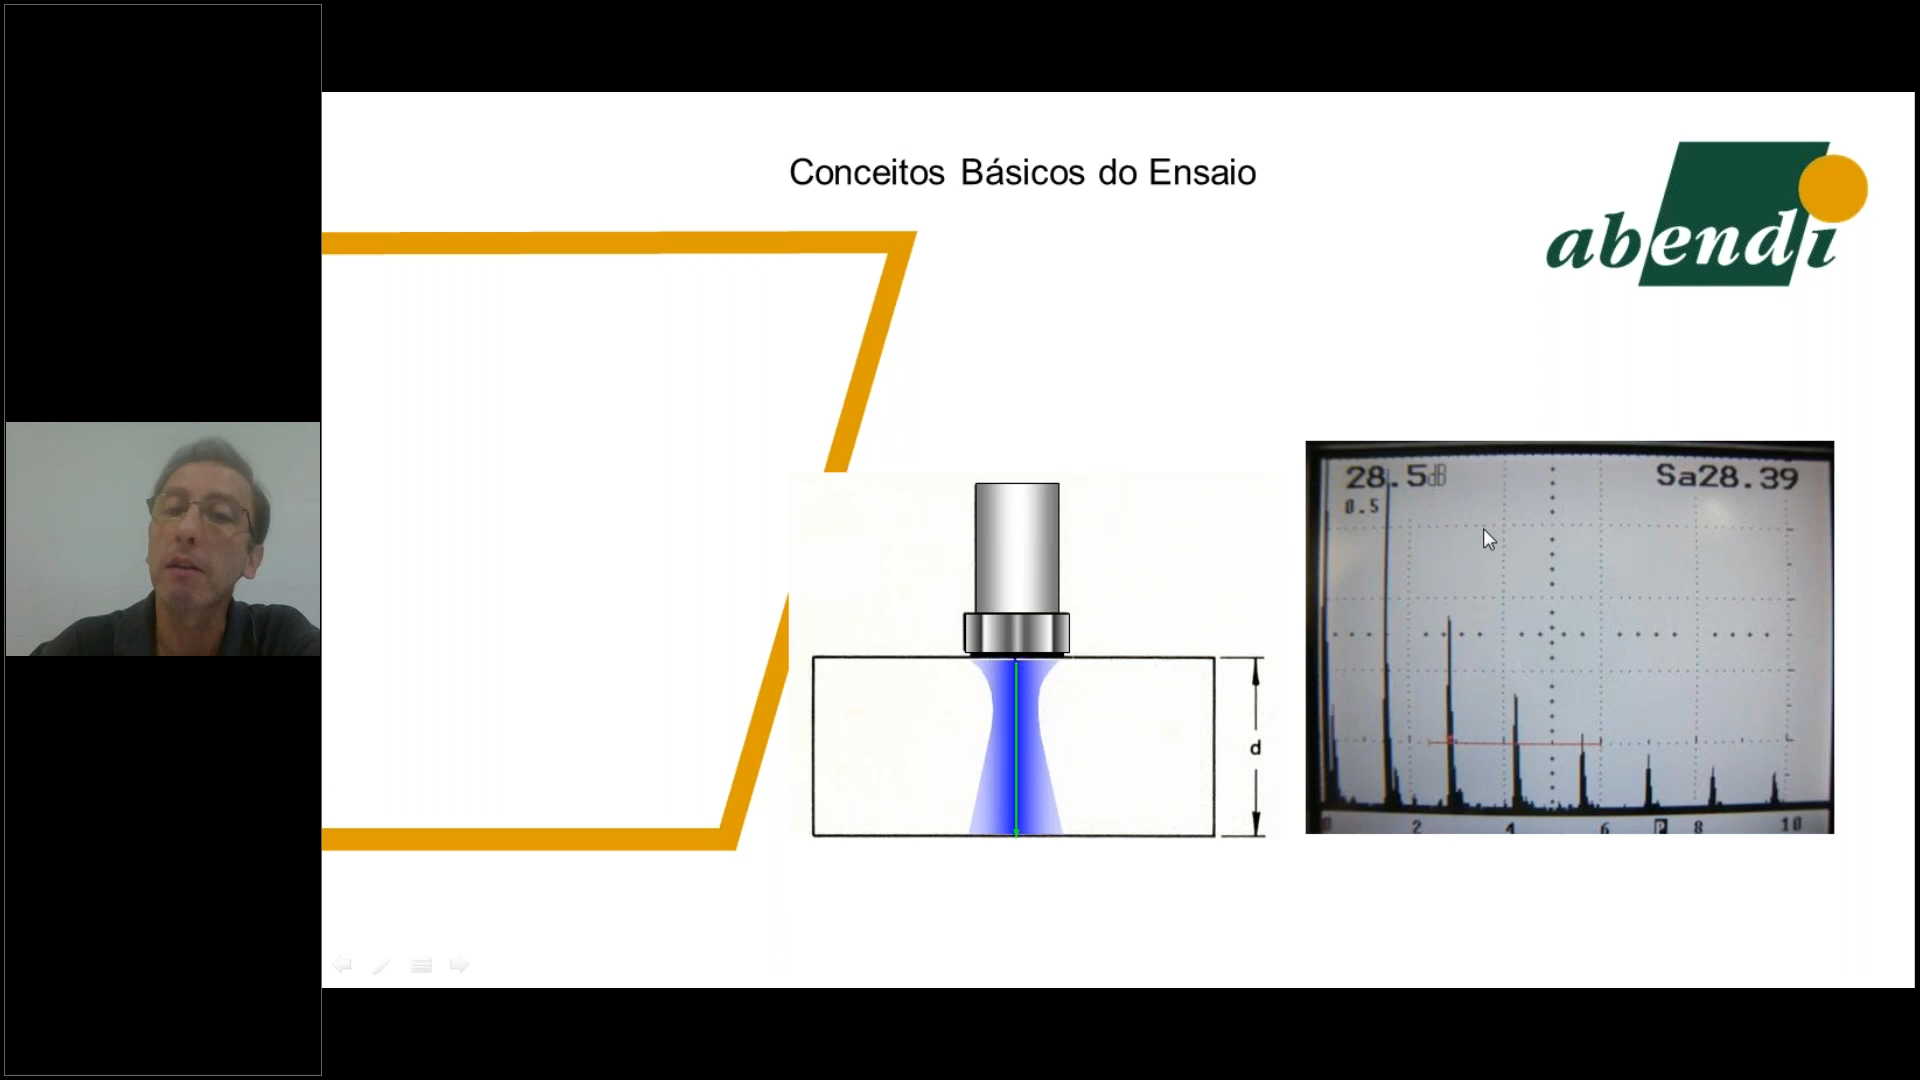 Conceitos Básicos do Ensaio
abendi
28.5dB
Sa28.39
0.5
d
2 4 6 P 8 10